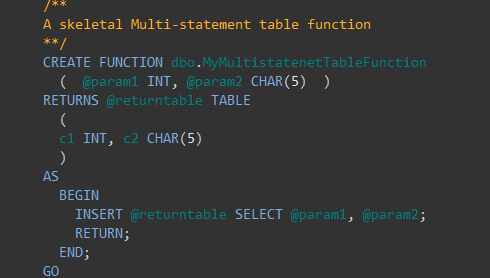 /**
A skeletal Multi-statement table function
**/
CREATE FUNCTION dbo.MyMultistatenetTableFunction
( @param1 INT, @param2 CHAR(5) )
RETURNS @returntable TABLE
(
c1 INT, c2 CHAR(5)
)
AS
BEGIN
INSERT @returntable SELECT @param1, @param2;
RETURN;
END;
GO